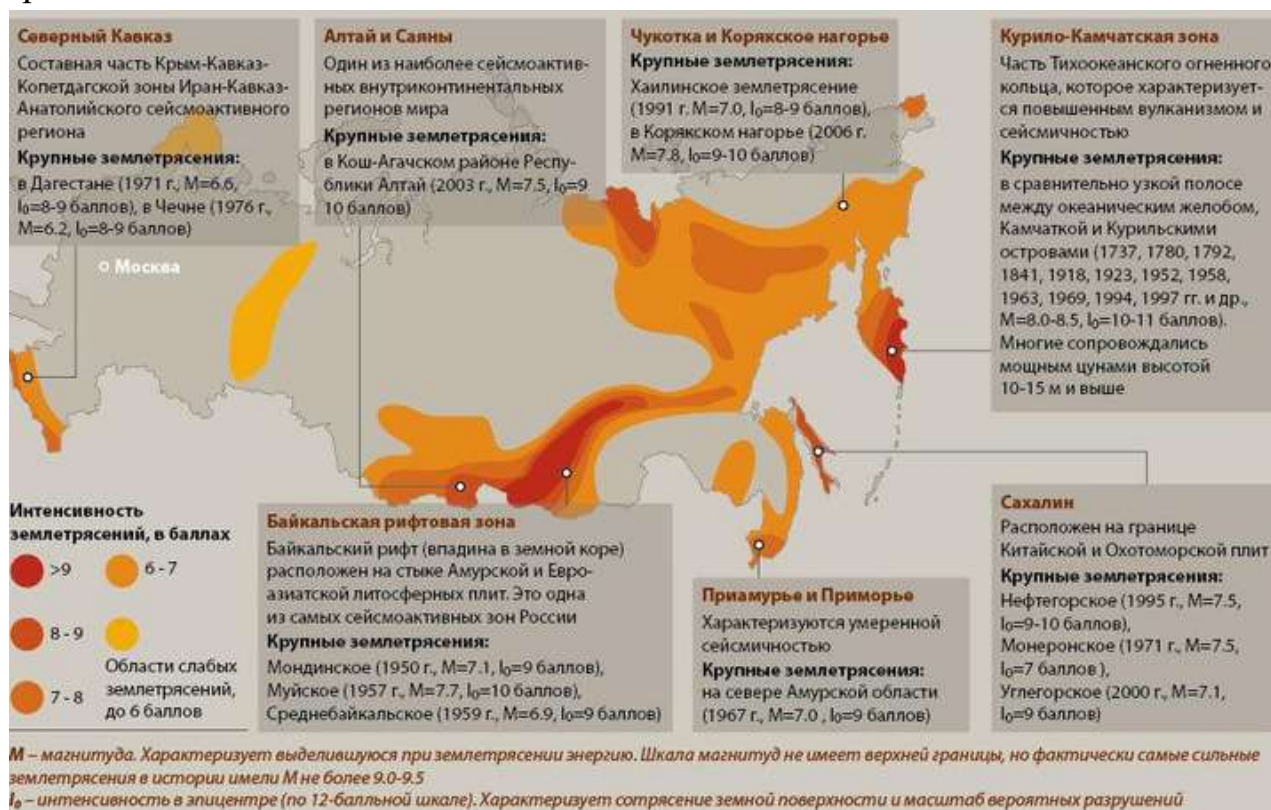 Северный Кавказ
Составная часть Крым-Кавказ-
Копетдагской зоны Иран-Кавказ-
Анатолийского сейсмоактивного
региона
Крупные землетрясения:
в Дагестане (1971 г., М=6.6,
I₀=8-9 баллов), в Чечне (1976 г.,
М=6.2, I₀=8-9 баллов)
Алтай и Саяны
Один из наиболее сейсмоактив-
ных внутриконтинентальных
регионов мира
Крупные землетрясения:
в Кош-Агачском районе Респу-
блики Алтай (2003 г., М=7.5, I₀=9
10 баллов)
Чукотка и Корякское нагорье
Крупные землетрясения:
Хаилинское землетрясение
(1991 г. М=7.0, I₀=8-9 баллов),
в Корякском нагорье (2006 г.
М=7.8, I₀=9-10 баллов)
Курило-Камчатская зона
Часть Тихоокеанского огненного
кольца, которое характеризует-
ся повышенным вулканизмом и
сейсмичностью
Крупные землетрясения:
в сравнительно узкой полосе
между океаническим желобом,
Камчаткой и Курильскими
островами (1737, 1780, 1792,
1841, 1918, 1923, 1952, 1958,
1963, 1969, 1994, 1997 гг. и др.,
М=8.0-8.5, I₀=10-11 баллов).
Многие сопровождались
мощным цунами высотой
10-15 м и выше
Москва
Интенсивность
землетрясений, в баллах
>9
6 - 7
8 - 9
7 - 8
Области слабых
землетрясений,
до 6 баллов
Байкальская рифтовая зона
Байкальский рифт (впадина в земной коре)
расположен на стыке Амурской и Евро-
азиатской литосферных плит. Это одна
из самых сейсмоактивных зон России
Крупные землетрясения:
Мондинское (1950 г., М=7.1, I₀=9 баллов),
Муйское (1957 г., М=7.7, I₀=10 баллов),
Среднебайкальское (1959 г., М=6.9, I₀=9 баллов)
Приамурье и Приморье
Характеризуются умеренной
сейсмичностью
Крупные землетрясения:
на севере Амурской области
(1967 г., М=7.0 , I₀=9 баллов)
Сахалин
Расположен на границе
Китайской и Охотоморской плит
Крупные землетрясения:
Нефтегорское (1995 г., М=7.5,
I₀=9-10 баллов),
Монеронское (1971 г., М=7.5,
I₀=7 баллов ),
Углегорское (2000 г., М=7.1,
I₀=9 баллов)
М – магнитуда. Характеризует выделившуюся при землетрясении энергию. Шкала магнитуд не имеет верхней границы, но фактически самые сильные
землетрясения в истории имели М не более 9.0-9.5
I₀ – интенсивность в эпицентре (по 12-балльной шкале). Характеризует сотрясение земной поверхности и масштаб вероятных разрушений